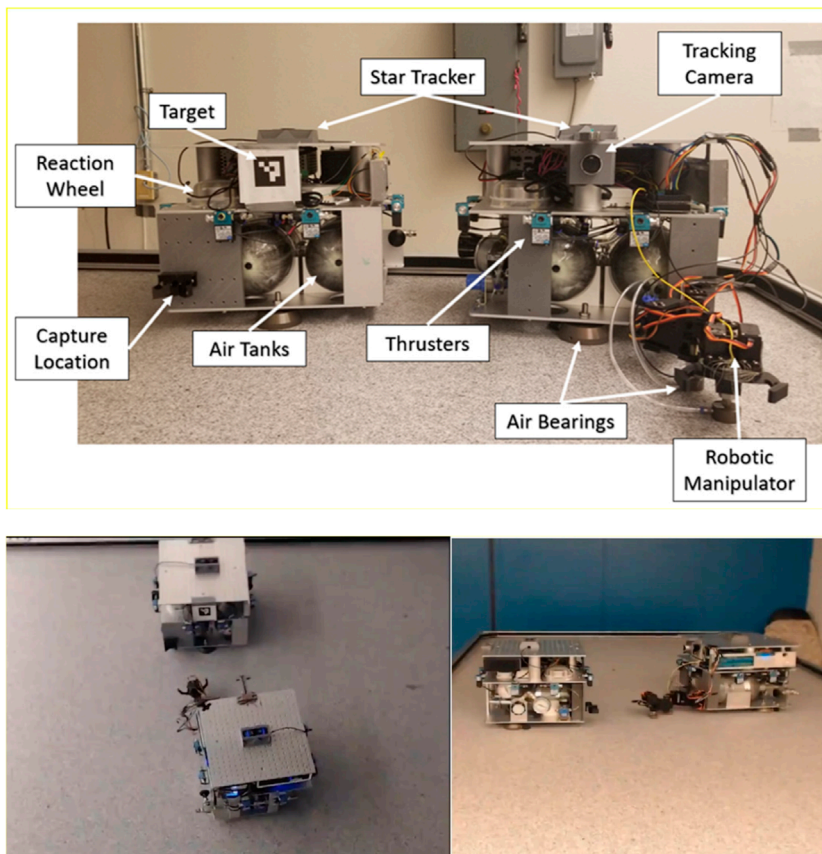 Star Tracker
Tracking
Camera
Target
Reaction
Wheel
Capture
Location
Air Tanks
Thrusters
Air Bearings
Robotic
Manipulator